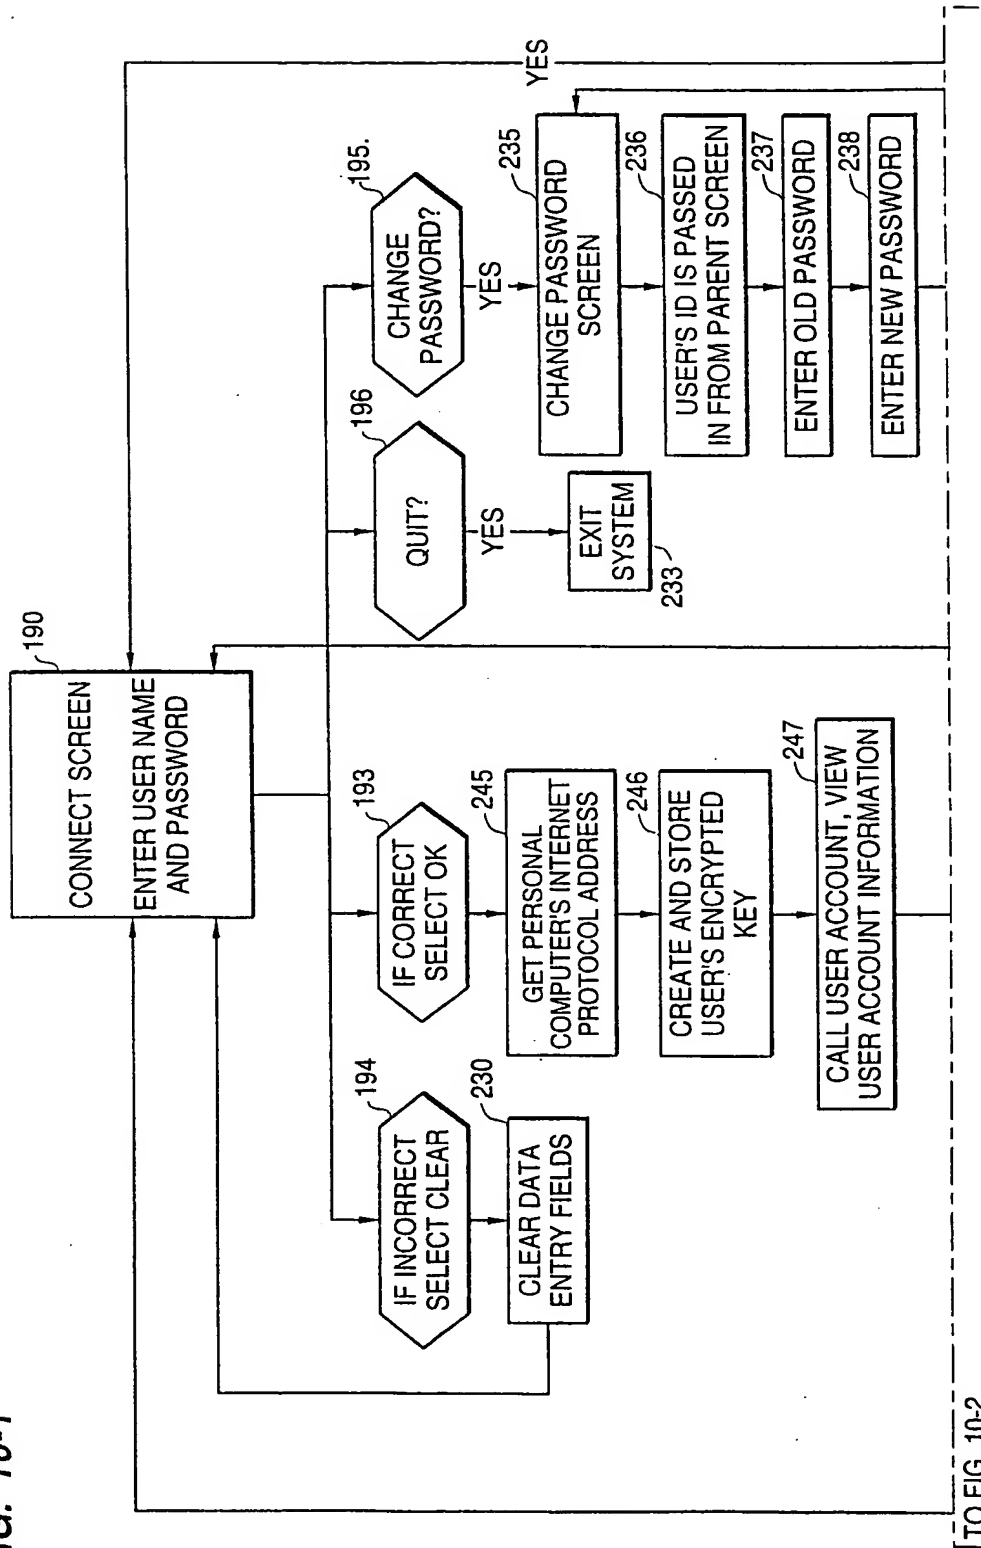 FIG. 10-1
CONNECT SCREEN
ENTER USER NAME
AND PASSWORD
190
IF INCORRECT
SELECT CLEAR
194
CLEAR DATA
ENTRY FIELDS
230
IF CORRECT
SELECT OK
193
GET PERSONAL
COMPUTER'S INTERNET
PROTOCOL ADDRESS
245
CREATE AND STORE
USER'S ENCRYPTED
KEY
246
CALL USER ACCOUNT, VIEW
USER ACCOUNT INFORMATION
247
QUIT?
196
YES
EXIT
SYSTEM
233
CHANGE
PASSWORD?
195.
YES
CHANGE PASSWORD
SCREEN
235
USER'S ID IS PASSED
IN FROM PARENT SCREEN
236
ENTER OLD PASSWORD
237
ENTER NEW PASSWORD
238
YES
TO FIG. 10-2